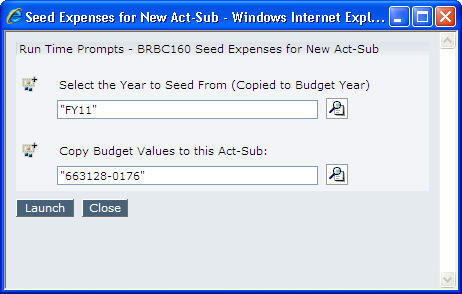 Seed Expenses for New Act-Sub - Windows Internet Expl...
Run Time Prompts - BRBC160 Seed Expenses for New Act-Sub
Select the Year to Seed From (Copied to Budget Year)
"FY11"
Copy Budget Values to this Act-Sub:
"663128-0176"
Launch Close